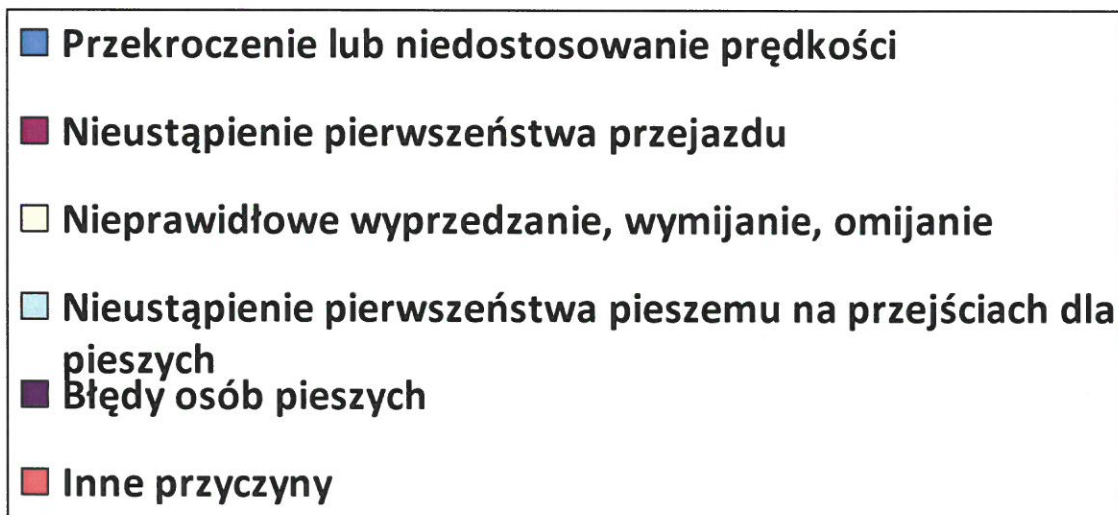 Przekroczenie lub niedostosowanie prędkości
Nieustąpienie pierwszeństwa przejazdu
Nieprawidłowe wyprzedzanie, wymijanie, omijanie
Nieustąpienie pierwszeństwa pieszemu na przejściach dla
pieszych
Błędy osób pieszych
Inne przyczyny